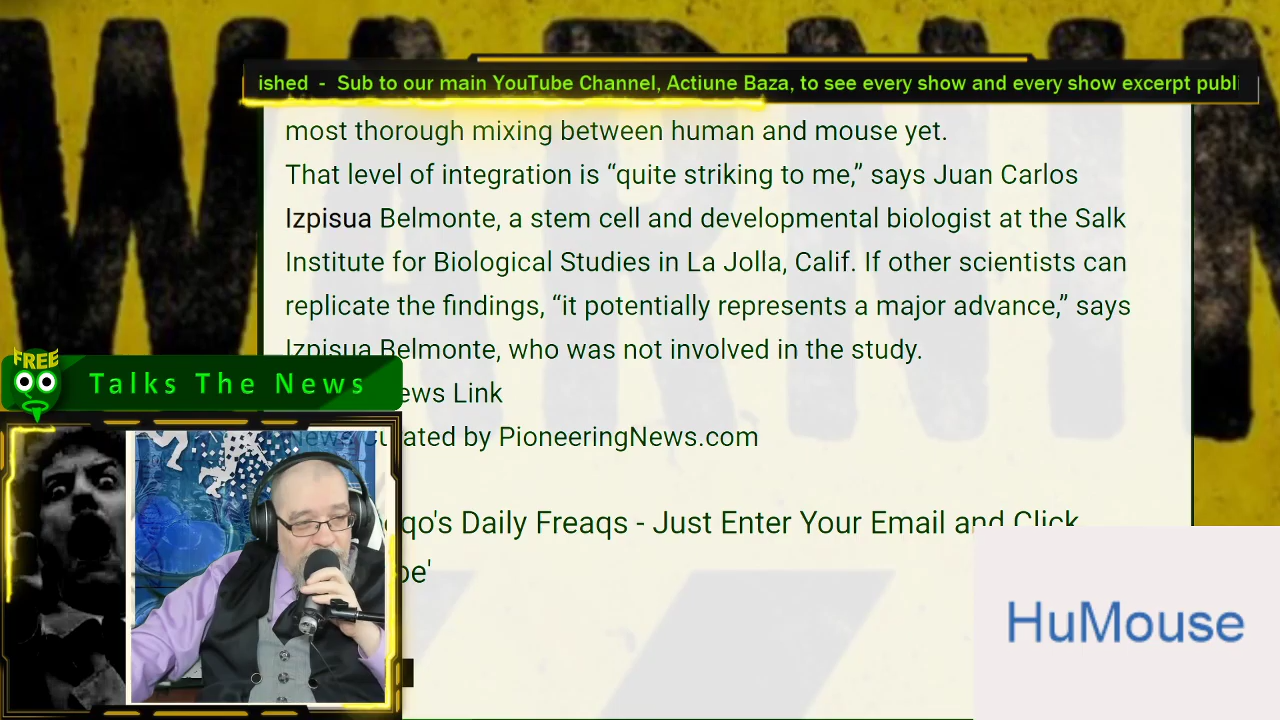 ished - Sub to our main YouTube Channel, Actiune Baza, to see every show and every show excerpt publ
most thorough mixing between human and mouse yet.
That level of integration is “quite striking to me,” says Juan Carlos
Izpisua Belmonte, a stem cell and developmental biologist at the Salk
Institute for Biological Studies in La Jolla, Calif. If other scientists can
replicate the findings, “it potentially represents a major advance,” says
Izpisua Belmonte, who was not involved in the study.
ews Link
News Curated by PioneeringNews.com
qo's Daily Freaqs - Just Enter Your Email and Click
be'
FREE
Talks The News
HuMouse